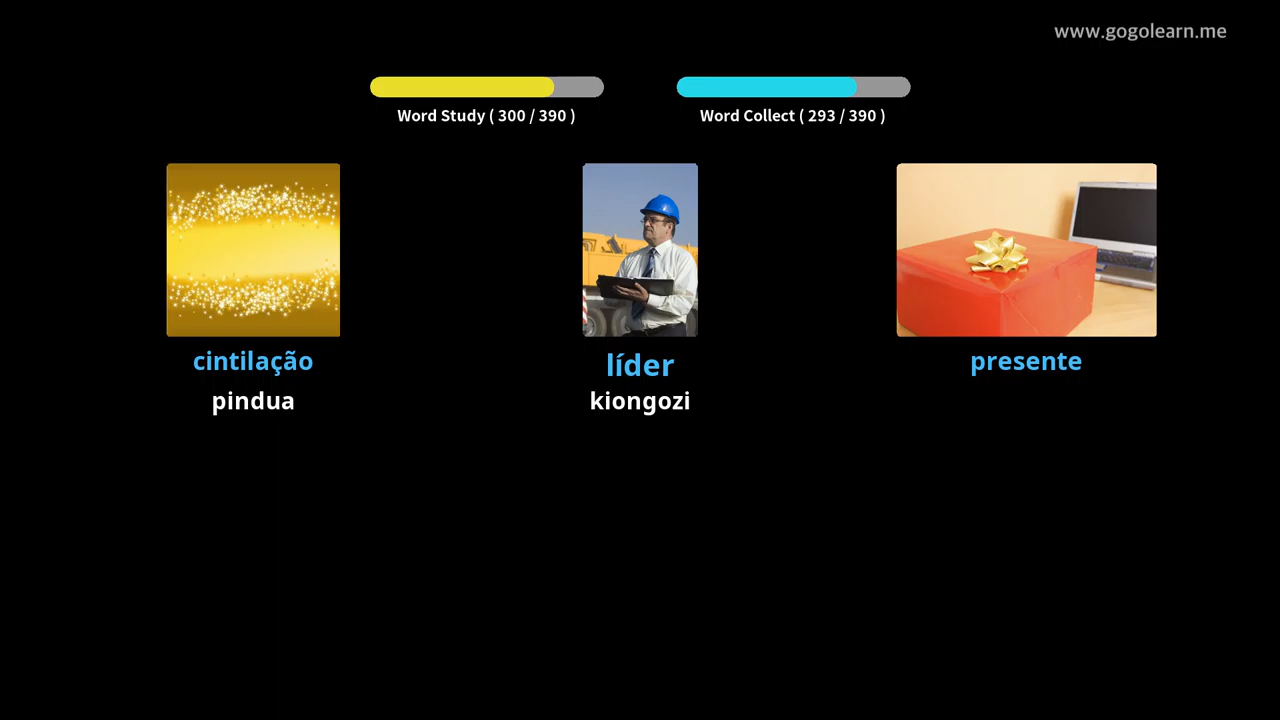 www.gogolearn.me
Word Study ( 300 / 390 )
Word Collect ( 293 / 390 )
cintilação
pindua
líder
kiongozi
presente